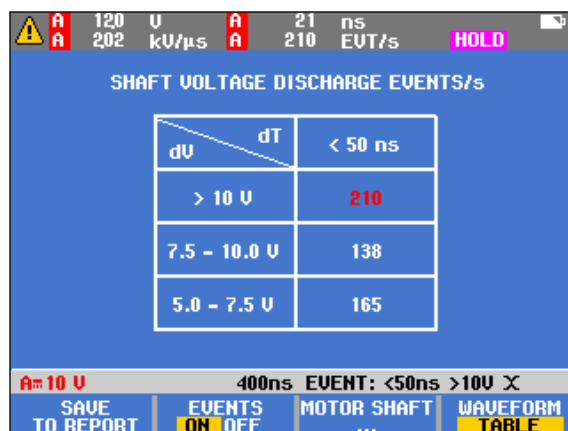 A 120 V A 21 ns
A 202 kV/µs A 210 EVT/s HOLD
SHAFT VOLTAGE DISCHARGE EVENTS/s
dV dT < 50 ns
> 10 V 210
7.5 - 10.0 V 138
5.0 - 7.5 V 165
A 10 V 400ns EVENT: <50ns >10V
SAVE TO REPORT EVENTS ON OFF MOTOR SHAFT ... WAVEFORM TABLE